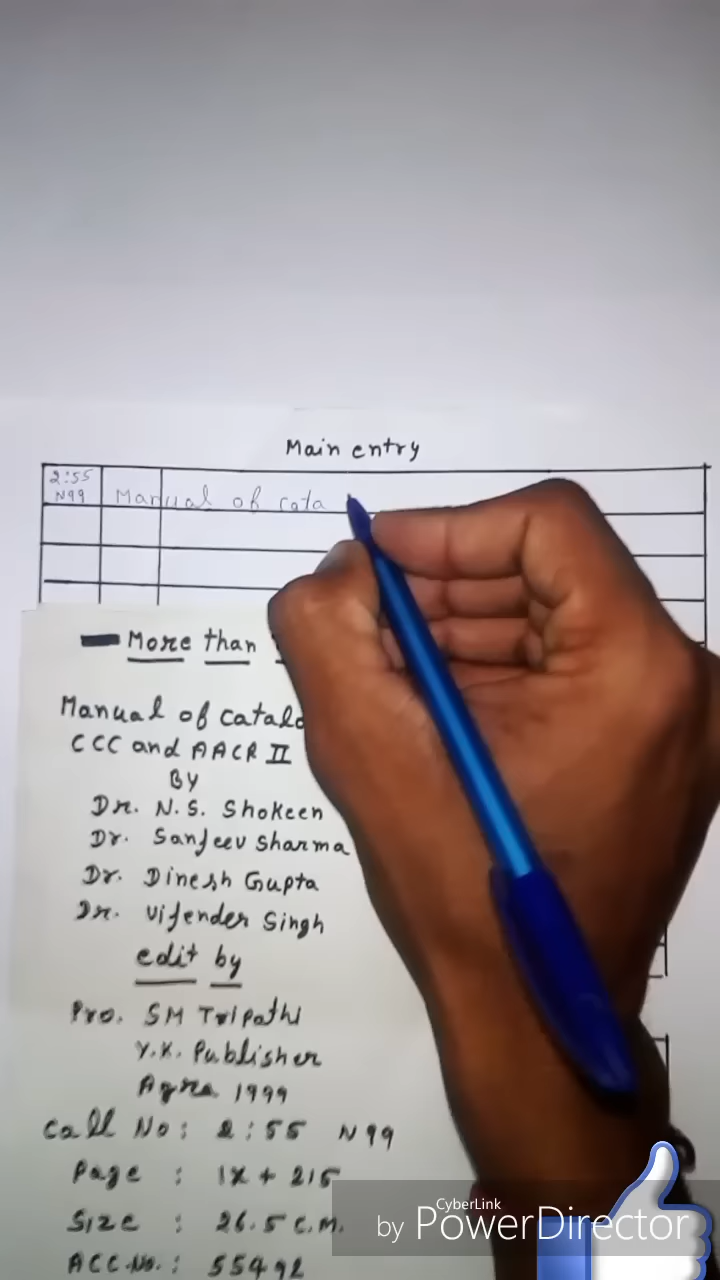 Main entry
2:55
N99
Manual of cata
More than
Manual of catalo
CCC and AACR II
BY
Dr. N.S. Shokeen
Dr. Sanjeev Sharma
Dr. Dinesh Gupta
Dr. Vijender Singh
edit by
Pro. SM Tripathi
Y.K. Publisher
Agra 1999
Call No: 2:55 N99
Page : IX + 215
Size : 26.5 C.M.
ACC.No.: 55492
CyberLink
by PowerDirector